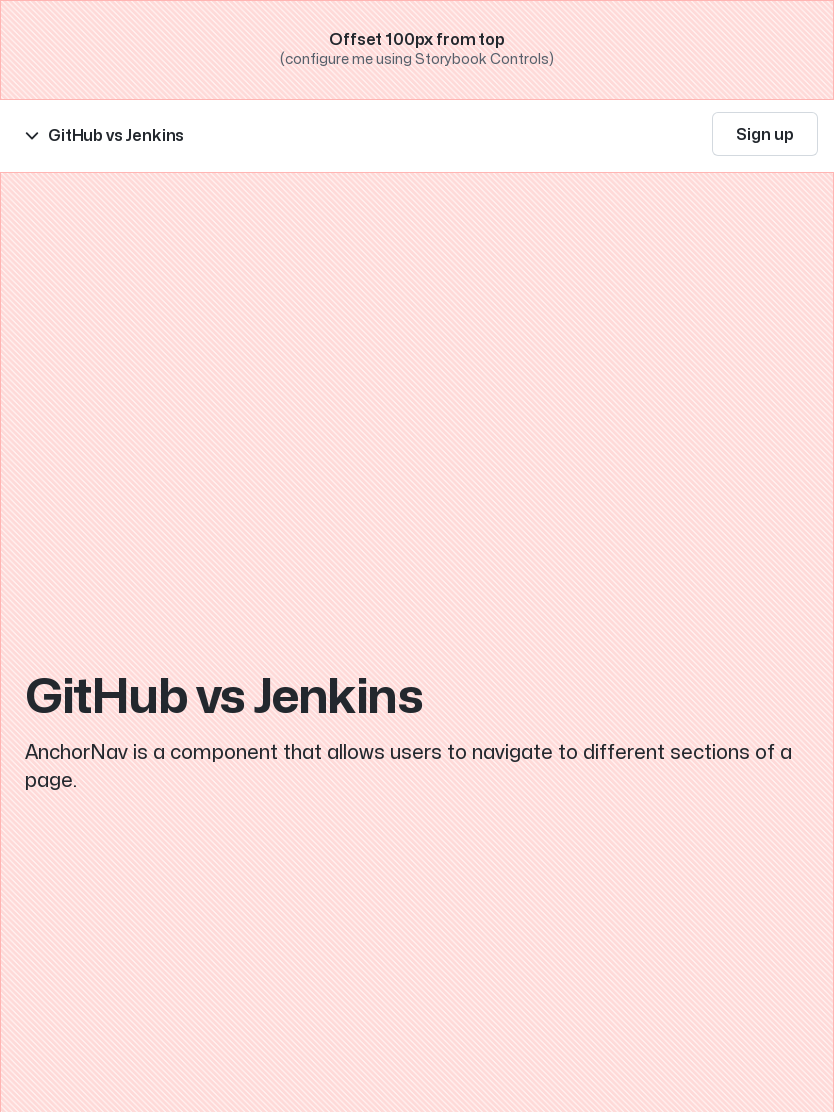 Offset 100px from top
(configure me using Storybook Controls)
GitHub vs Jenkins
Sign up
GitHub vs Jenkins
AnchorNav is a component that allows users to navigate to different sections of a
page.